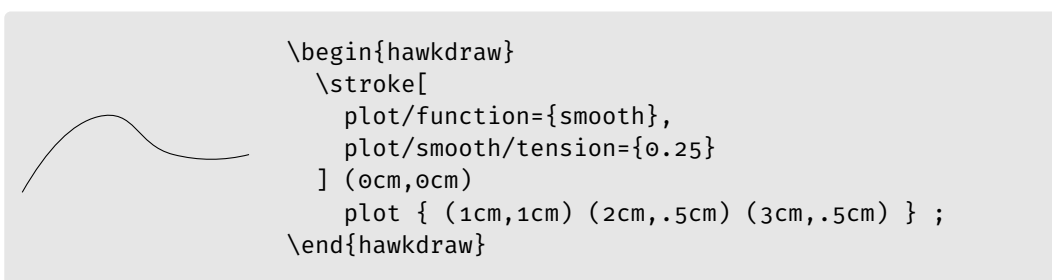 \begin{hawkdraw}
  \stroke[
    plot/function={smooth},
    plot/smooth/tension={0.25}
  ] (0cm,0cm)
    plot { (1cm,1cm) (2cm,.5cm) (3cm,.5cm) } ;
\end{hawkdraw}